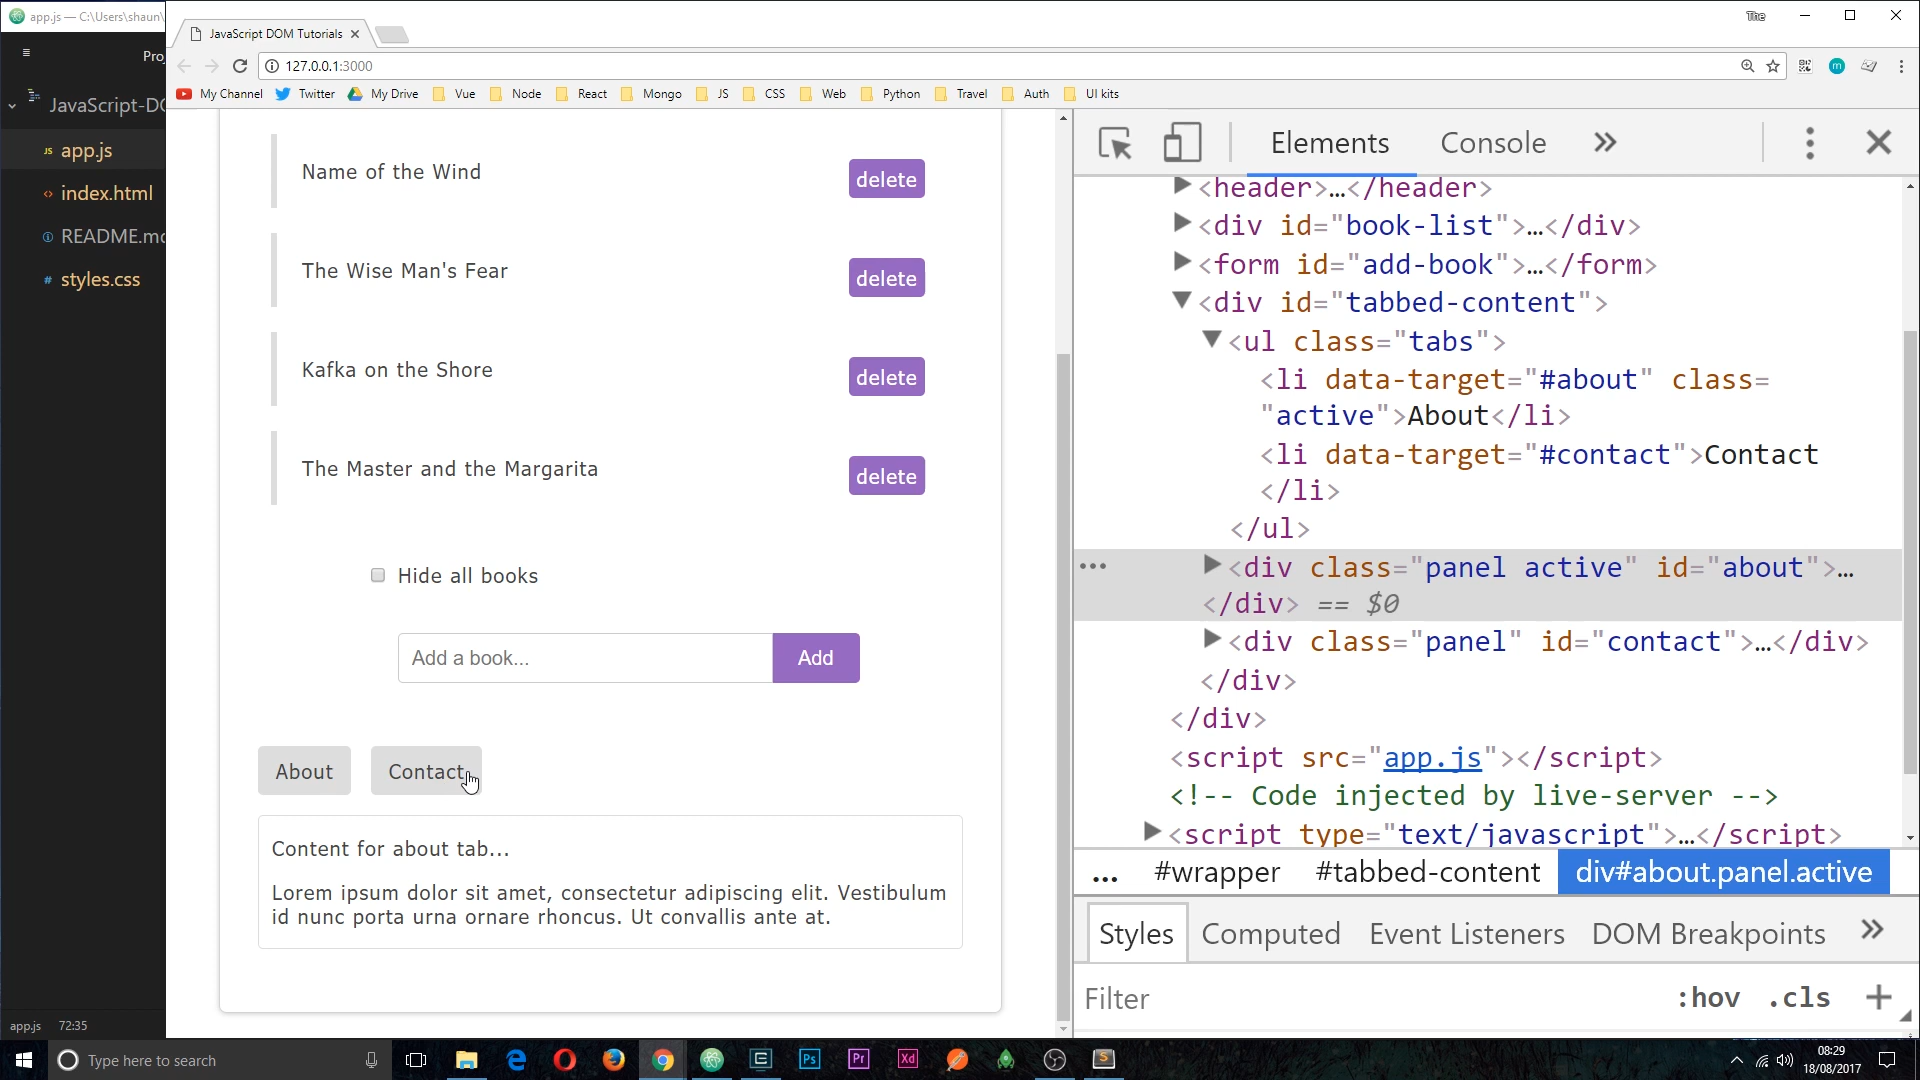 app.js — C:\Users\shaun\
JavaScript DOM Tutorials
The
127.0.0.1:3000
My Channel Twitter My Drive Vue Node React Mongo JS CSS Web Python Travel Auth UI kits
JavaScript-DO
app.js
index.html
README.md
styles.css
app.js 72:35
Name of the Wind delete
The Wise Man's Fear delete
Kafka on the Shore delete
The Master and the Margarita delete
Hide all books
Add a book... Add
About Contact
Content for about tab...
Lorem ipsum dolor sit amet, consectetur adipiscing elit. Vestibulum
id nunc porta urna ornare rhoncus. Ut convallis ante at.
Elements Console »
<header>…</header>
<div id="book-list">…</div>
<form id="add-book">…</form>
<div id="tabbed-content">
<ul class="tabs">
<li data-target="#about" class=
"active">About</li>
<li data-target="#contact">Contact
</li>
</ul>
<div class="panel active" id="about">…
</div> == $0
<div class="panel" id="contact">…</div>
</div>
</div>
<script src="app.js"></script>
<!-- Code injected by live-server -->
<script type="text/javascript">…</script>
... #wrapper #tabbed-content div#about.panel.active
Styles Computed Event Listeners DOM Breakpoints »
Filter :hov .cls +
Type here to search
Ps Pr Xd
08:29
18/08/2017